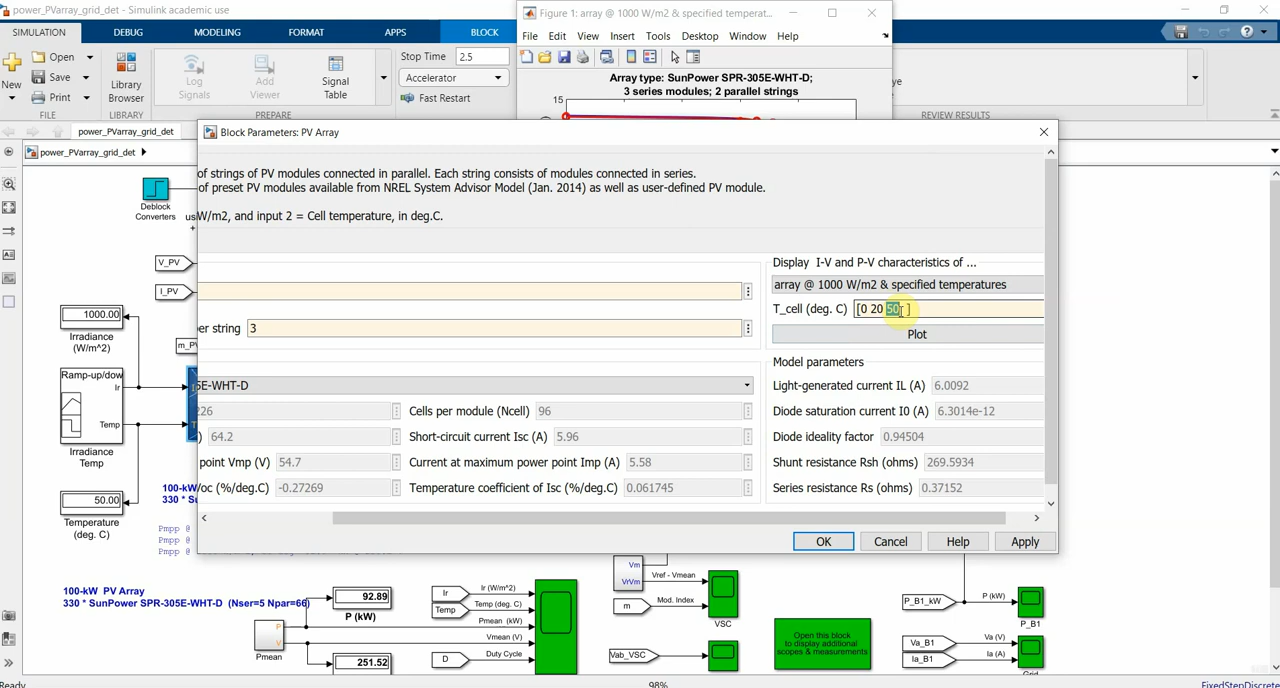 power_PVarray_grid_det - Simulink academic use
SIMULATION DEBUG MODELING FORMAT APPS BLOCK
New
Open
Save
Print
FILE
Library
Browser
LIBRARY
Log
Signals
Add
Viewer
Signal
Table
PREPARE
Stop Time 2.5
Accelerator
Fast Restart
REVIEW RESULTS
Figure 1: array @ 1000 W/m2 & specified temperat...
File Edit View Insert Tools Desktop Window Help
Array type: SunPower SPR-305E-WHT-D;
3 series modules; 2 parallel strings
15
power_PVarray_grid_det
power_PVarray_grid_det
Block Parameters: PV Array
of strings of PV modules connected in parallel. Each string consists of modules connected in series.
of preset PV modules available from NREL System Advisor Model (Jan. 2014) as well as user-defined PV module.
W/m2, and input 2 = Cell temperature, in deg.C.
Display I-V and P-V characteristics of ...
array @ 1000 W/m2 & specified temperatures
T_cell (deg. C) [0 20 50 ]
Plot
er string 3
5E-WHT-D
Model parameters
Light-generated current IL (A) 6.0092
226 Cells per module (Ncell) 96
Diode saturation current I0 (A) 6.3014e-12
) 64.2 Short-circuit current Isc (A) 5.96
Diode ideality factor 0.94504
point Vmp (V) 54.7 Current at maximum power point Imp (A) 5.58
Shunt resistance Rsh (ohms) 269.5934
/oc (%/deg.C) -0.27269 Temperature coefficient of Isc (%/deg.C) 0.061745
Series resistance Rs (ohms) 0.37152
OK Cancel Help Apply
Deblock
Converters
V_PV
I_PV
1000.00
Irradiance
(W/m^2)
Ramp-up/dow
Ir
Temp
Irradiance
Temp
50.00
Temperature
(deg. C)
100-k
330 * Su
Pmpp @
Pmpp @
Pmpp @
100-kW PV Array
330 * SunPower SPR-305E-WHT-D (Nser=5 Npar=66)
P
V
Pmean
92.89
P (kW)
251.52
Ir
Temp
D
Ir (W/m^2)
Temp (deg. C)
Pmean (kW)
Vmean (V)
Duty Cycle
Vm
VrVm
Vref - Vmean
m
Mod. Index
VSC
Vab_VSC
Open this block
to display additional
scopes & measurements
P_B1_kW
P (kW)
P_B1
Va_B1
Ia_B1
Va (V)
Ia (A)
98%
FixedStepDiscrete